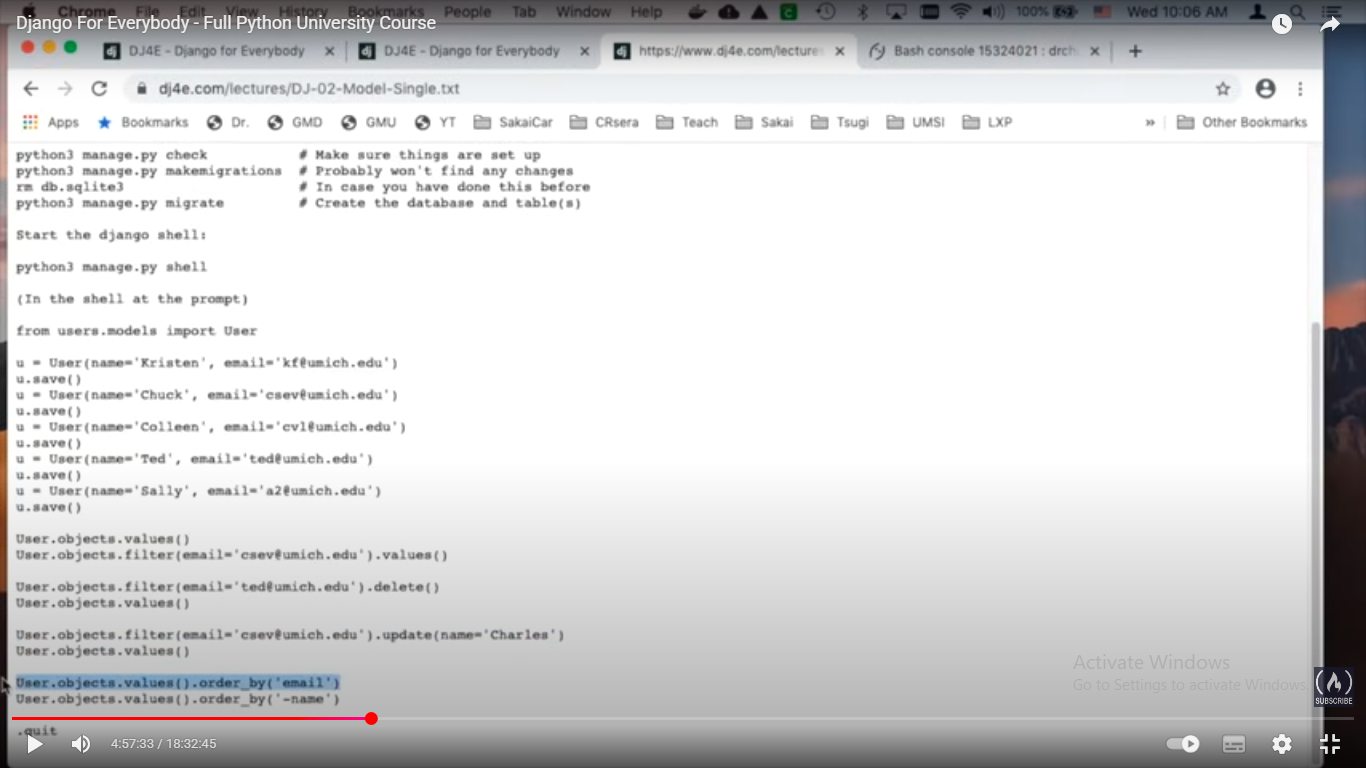 Chrome File Edit View History Bookmarks People Tab Window Help 100% Wed 10:06 AM
Django For Everybody - Full Python University Course
DJ4E - Django for Everybody DJ4E - Django for Everybody https://www.dj4e.com/lecture Bash console 15324021 : drch
dj4e.com/lectures/DJ-02-Model-Single.txt
Apps Bookmarks Dr. GMD GMU YT SakaiCar CRsera Teach Sakai Tsugi UMSI LXP » Other Bookmarks
python3 manage.py check # Make sure things are set up
python3 manage.py makemigrations # Probably won't find any changes
rm db.sqlite3 # In case you have done this before
python3 manage.py migrate # Create the database and table(s)
Start the django shell:
python3 manage.py shell
(In the shell at the prompt)
from users.models import User
u = User(name='Kristen', email='kf@umich.edu')
u.save()
u = User(name='Chuck', email='csev@umich.edu')
u.save()
u = User(name='Colleen', email='cvl@umich.edu')
u.save()
u = User(name='Ted', email='ted@umich.edu')
u.save()
u = User(name='Sally', email='a2@umich.edu')
u.save()
User.objects.values()
User.objects.filter(email='csev@umich.edu').values()
User.objects.filter(email='ted@umich.edu').delete()
User.objects.values()
User.objects.filter(email='csev@umich.edu').update(name='Charles')
User.objects.values()
User.objects.values().order_by('email')
User.objects.values().order_by('-name')
.quit
Activate Windows
Go to Settings to activate Windows.
SUBSCRIBE
4:57:33 / 18:32:45